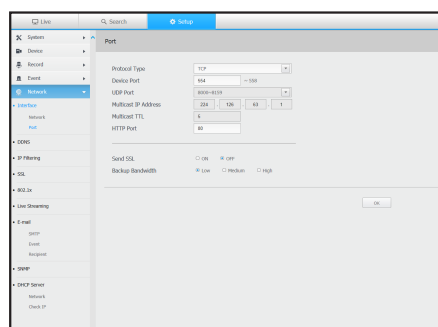 Live
Search
Setup
System
Device
Record
Event
Network
Interface
Network
Port
DDNS
IP Filtering
SSL
802.1x
Live Streaming
E-mail
SMTP
Event
Recipient
SNMP
DHCP Server
Network
Check IP
Port
Protocol Type TCP
Device Port 554 ~ 558
UDP Port 8000~8159
Multicast IP Address 224 . 126 . 63 . 1
Multicast TTL 5
HTTP Port 80
Send SSL ON OFF
Backup Bandwidth Low Medium High
OK